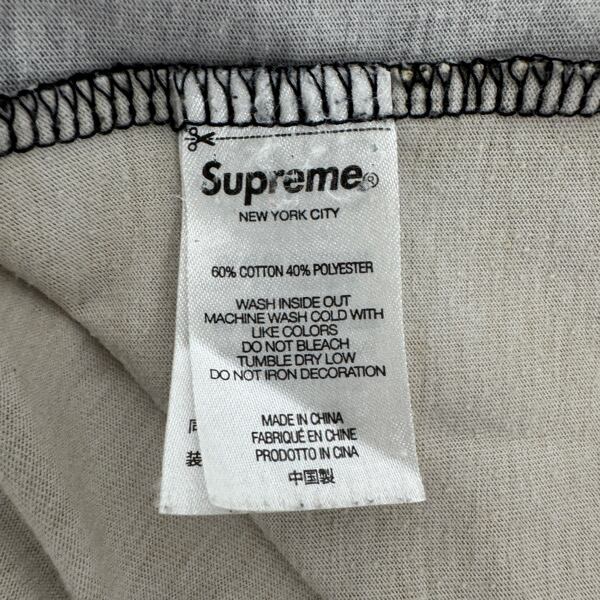 Supreme®
NEW YORK CITY
60% COTTON 40% POLYESTER
WASH INSIDE OUT
MACHINE WASH COLD WITH
LIKE COLORS
DO NOT BLEACH
TUMBLE DRY LOW
DO NOT IRON DECORATION
MADE IN CHINA
FABRIQUÉ EN CHINE
PRODOTTO IN CINA
中国製